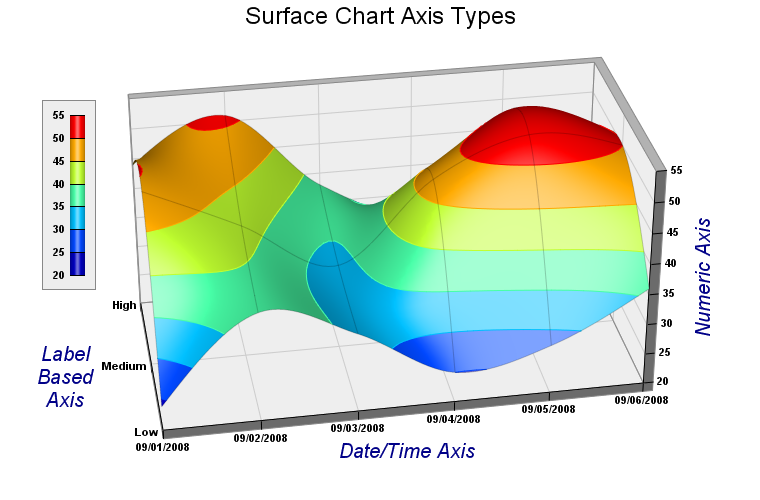 Surface Chart Axis Types
55
50
45
40
35
30
25
20
High
Medium
Low
Label
Based
Axis
09/01/2008
09/02/2008
09/03/2008
09/04/2008
09/05/2008
09/06/2008
Date/Time Axis
55
50
45
40
35
30
25
20
Numeric Axis